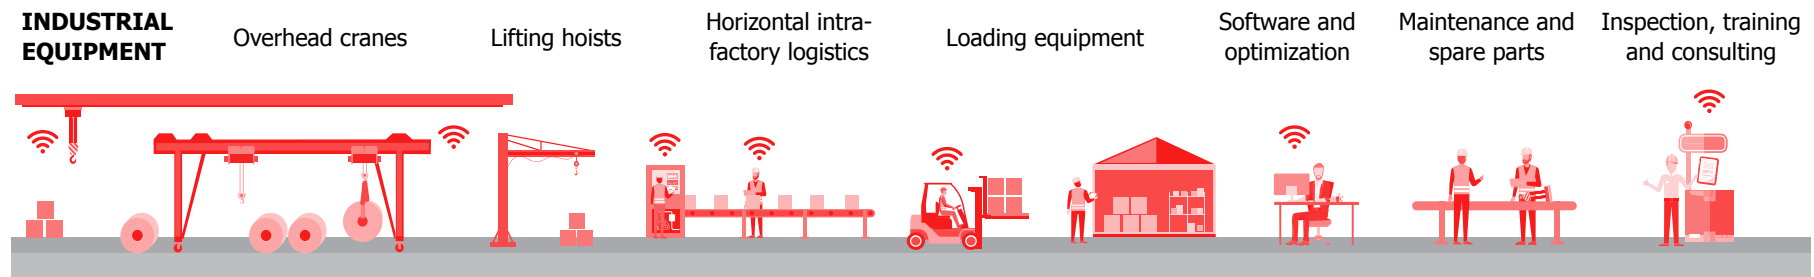 INDUSTRIAL
EQUIPMENT
Overhead cranes
Lifting hoists
Horizontal intra-
factory logistics
Loading equipment
Software and
optimization
Maintenance and
spare parts
Inspection, training
and consulting